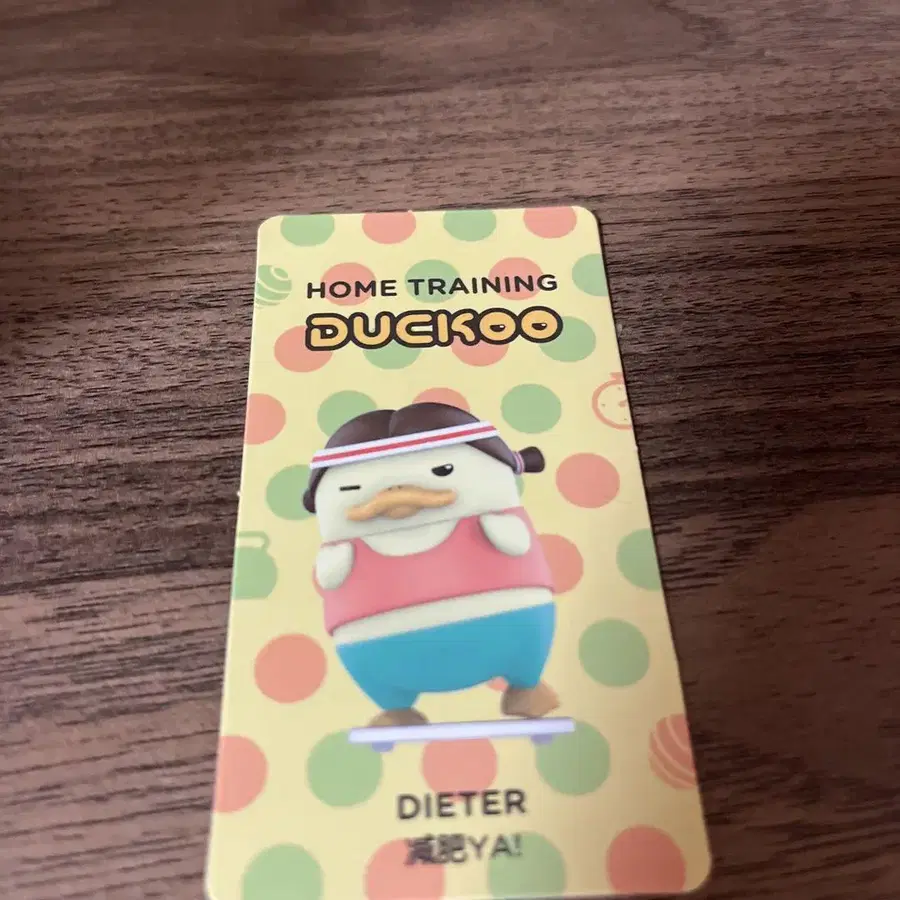 HOME TRAINING
DUCKOO
DIETER
减肥YA!